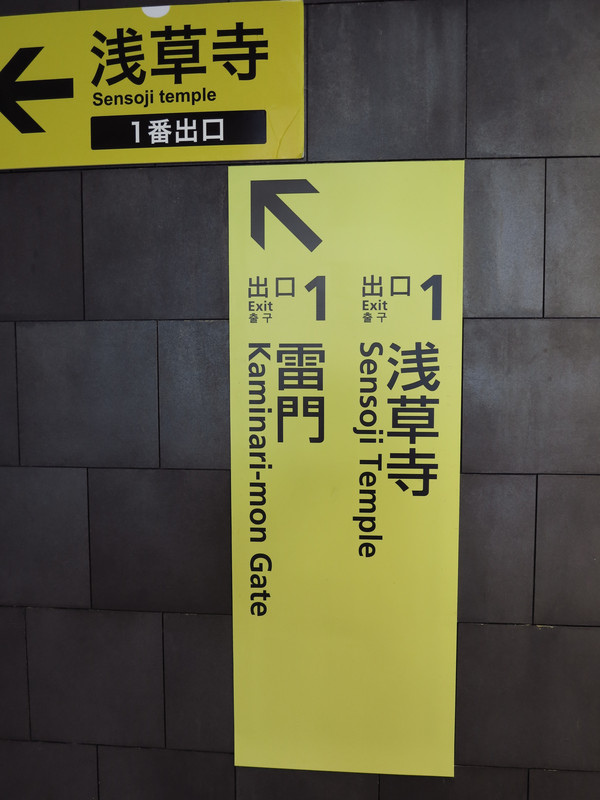 浅草寺
Sensoji temple
1番出口
出口 1
Exit
출구
浅草寺
Sensoji Temple
出口 1
Exit
출구
雷門
Kaminari-mon Gate